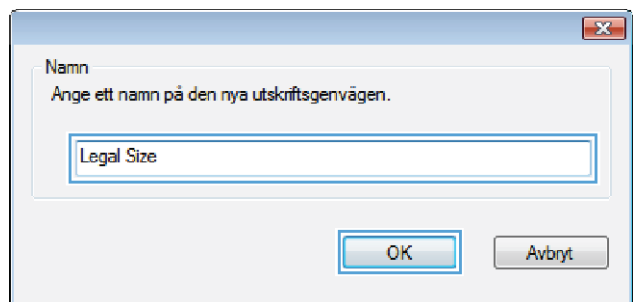 Namn
Ange ett namn på den nya utskriftsgenvägen.
Legal Size
OK
Avbryt